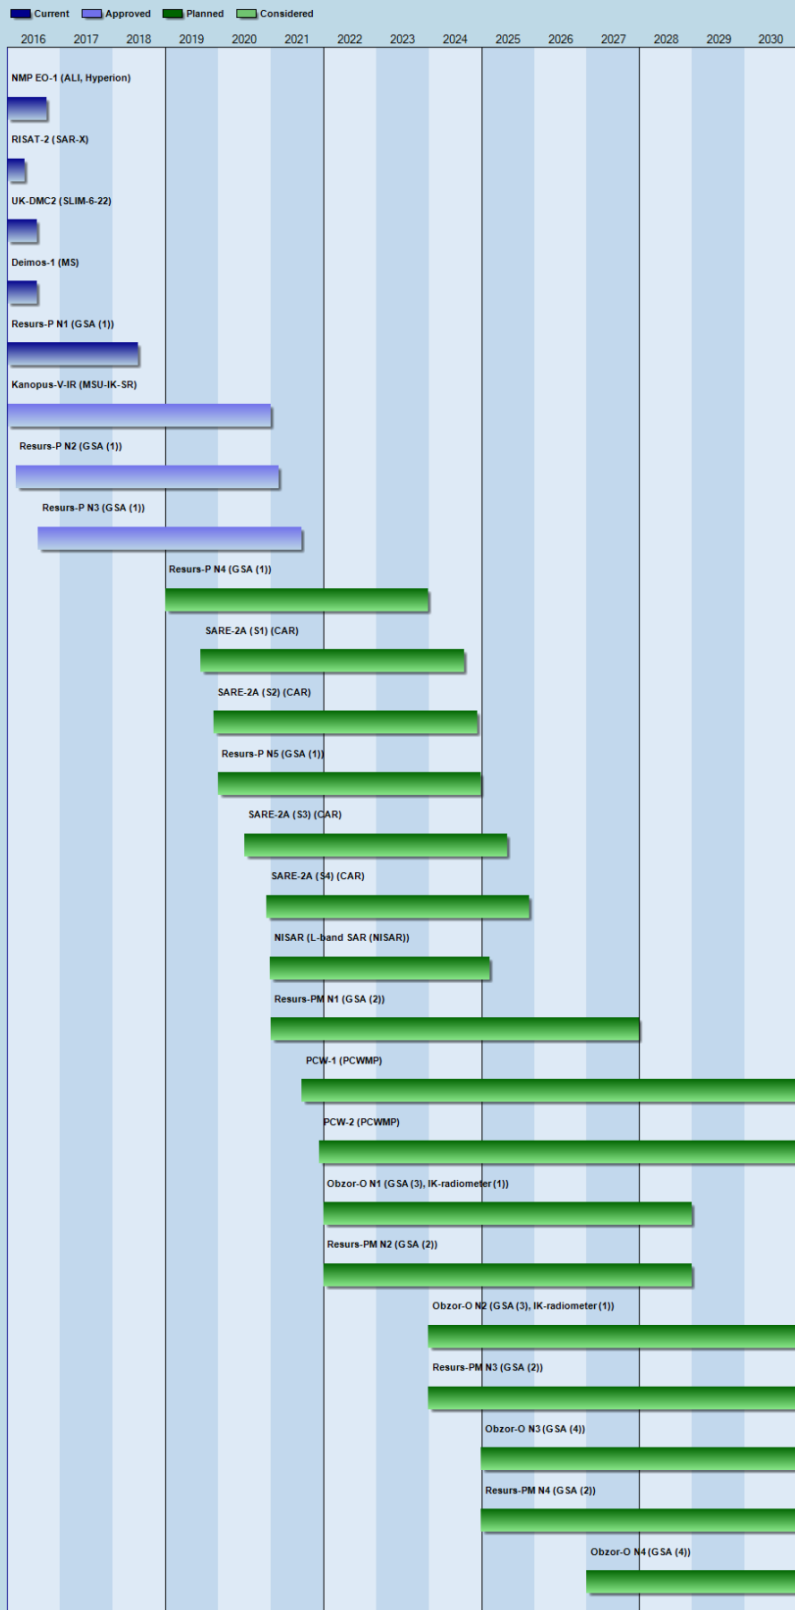 Current Approved Planned Considered
2016 2017 2018 2019 2020 2021 2022 2023 2024 2025 2026 2027 2028 2029 2030
NMP EO-1 (ALI, Hyperion)
RISAT-2 (SAR-X)
UK-DMC2 (SLIM-6-22)
Deimos-1 (MS)
Resurs-P N1 (GSA (1))
Kanopus-V-IR (MSU-IK-SR)
Resurs-P N2 (GSA (1))
Resurs-P N3 (GSA (1))
Resurs-P N4 (GSA (1))
SARE-2A (S1) (CAR)
SARE-2A (S2) (CAR)
Resurs-P N5 (GSA (1))
SARE-2A (S3) (CAR)
SARE-2A (S4) (CAR)
NISAR (L-band SAR (NISAR))
Resurs-PM N1 (GSA (2))
PCW-1 (PCWMP)
PCW-2 (PCWMP)
Obzor-O N1 (GSA (3), IK-radiometer (1))
Resurs-PM N2 (GSA (2))
Obzor-O N2 (GSA (3), IK-radiometer (1))
Resurs-PM N3 (GSA (2))
Obzor-O N3 (GSA (4))
Resurs-PM N4 (GSA (2))
Obzor-O N4 (GSA (4))